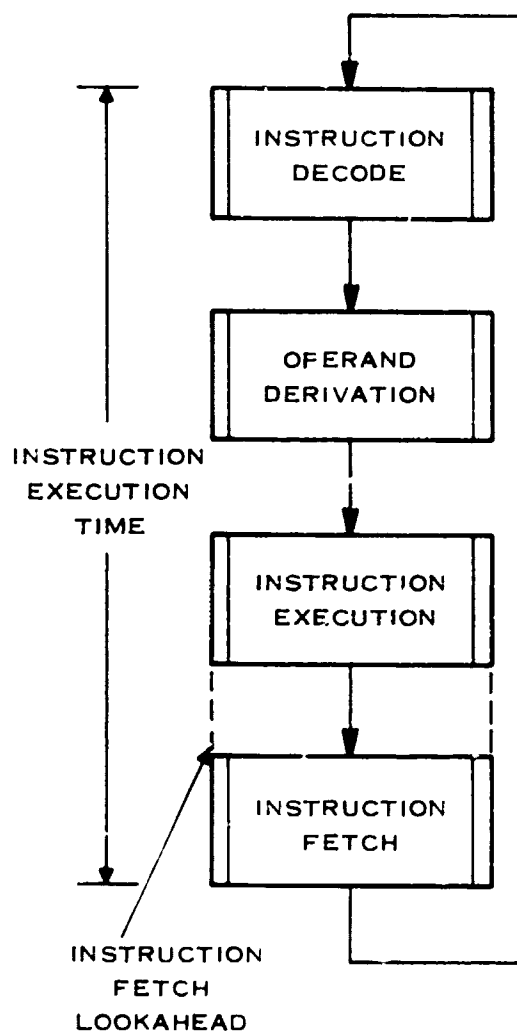 INSTRUCTION
DECODE
OFERAND
DERIVATION
INSTRUCTION
EXECUTION
TIME
INSTRUCTION
EXECUTION
INSTRUCTION
FETCH
INSTRUCTION
FETCH
LOOKAHEAD